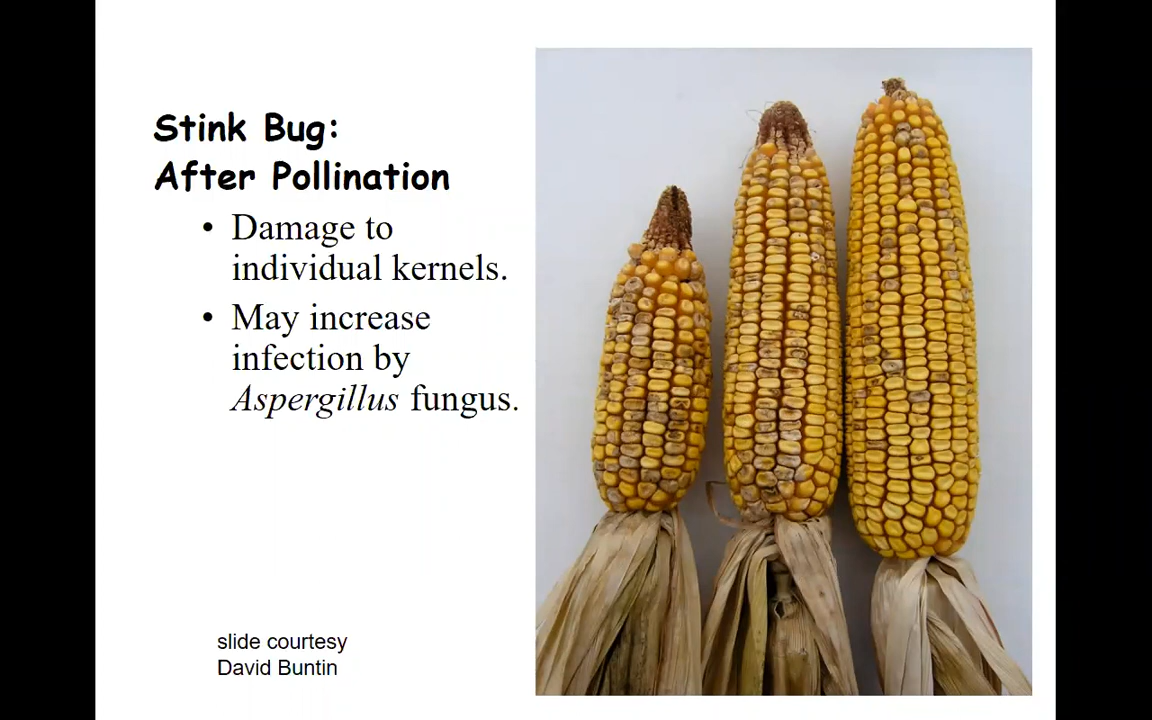 Stink Bug:
After Pollination
• Damage to
individual kernels.
• May increase
infection by
Aspergillus fungus.
slide courtesy
David Buntin